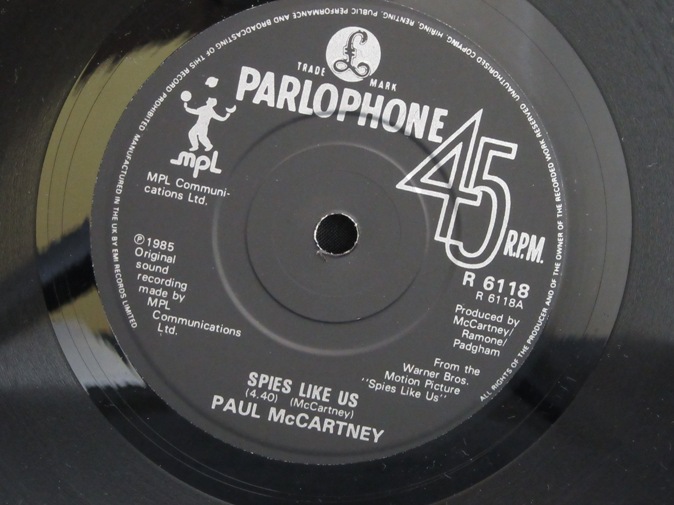 £
TRADE MARK
PARLOPHONE
45
R.P.M.
mpL
MPL Communi-
cations Ltd.
℗1985
Original
sound
recording
made by
MPL
Communications
Ltd.
R 6118
R 6118A
Produced by
McCartney/
Ramone/
Padgham
From the
Warner Bros.
Motion Picture
"Spies Like Us"
SPIES LIKE US
(4.40) (McCartney)
PAUL McCARTNEY
ALL RIGHTS OF THE PRODUCER AND OF THE OWNER OF THE RECORDED WORK RESERVED UNAUTHORISED COPYING, HIRING, RENTING, PUBLIC PERFORMANCE AND BROADCASTING OF THIS RECORD PROHIBITED MANUFACTURED IN THE UK BY EMI RECORDS LIMITED